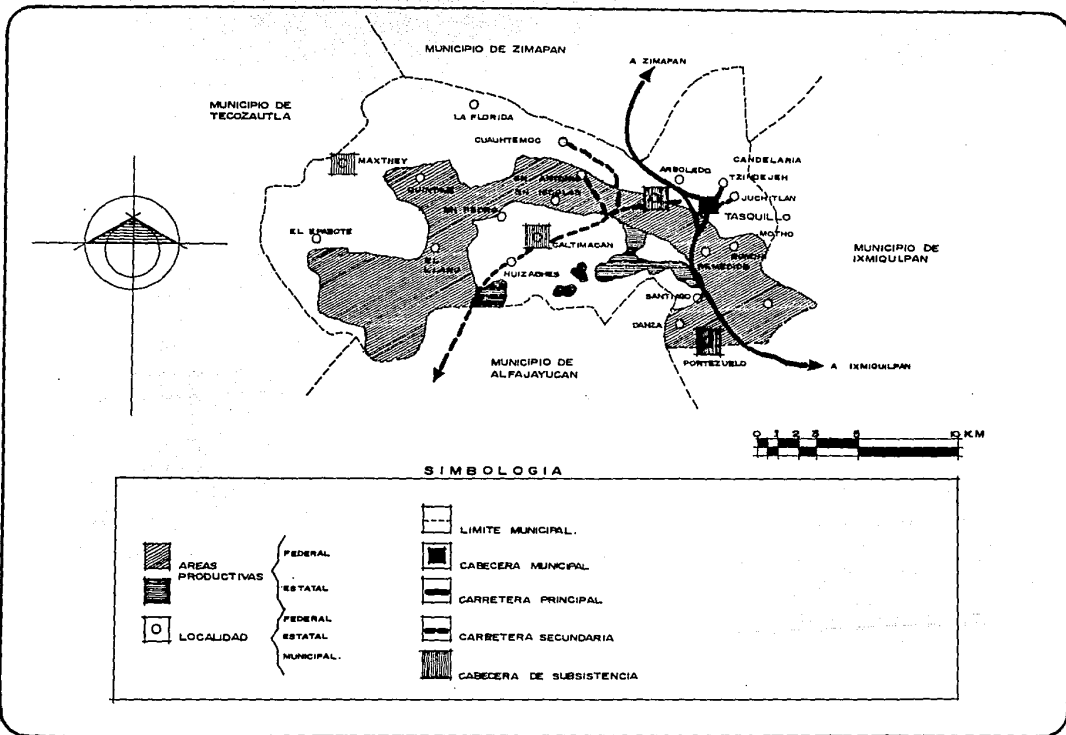 MUNICIPIO DE ZIMAPAN
A ZIMAPAN
MUNICIPIO DE
TECOZAUTLA
LA FLORIDA
CUAUHTEMOC
MAXTHEY
ARBOLEDO
CANDELARIA
TZINDEJEH
QUINTHAE
SN ANTONIO
SN NICOLAS
JUCHITLAN
SN PEDRO
TASQUILLO
MOTHO
EL EPAZOTE
CALTIMACAN
MUNICIPIO DE
IXMIQUILPAN
EL LLANO
REMEDIOS
HUIZACHES
SANTIAGO
DANZA
PORTEZUELO
MUNICIPIO DE
ALFAJAYUCAN
A IXMIQUILPAN
0 1 2 3 5 10 KM
SIMBOLOGIA
AREAS
PRODUCTIVAS
FEDERAL
ESTATAL
LOCALIDAD
FEDERAL
ESTATAL
MUNICIPAL.
LIMITE MUNICIPAL.
CABECERA MUNICIPAL
CARRETERA PRINCIPAL
CARRETERA SECUNDARIA
CABECERA DE SUBSISTENCIA